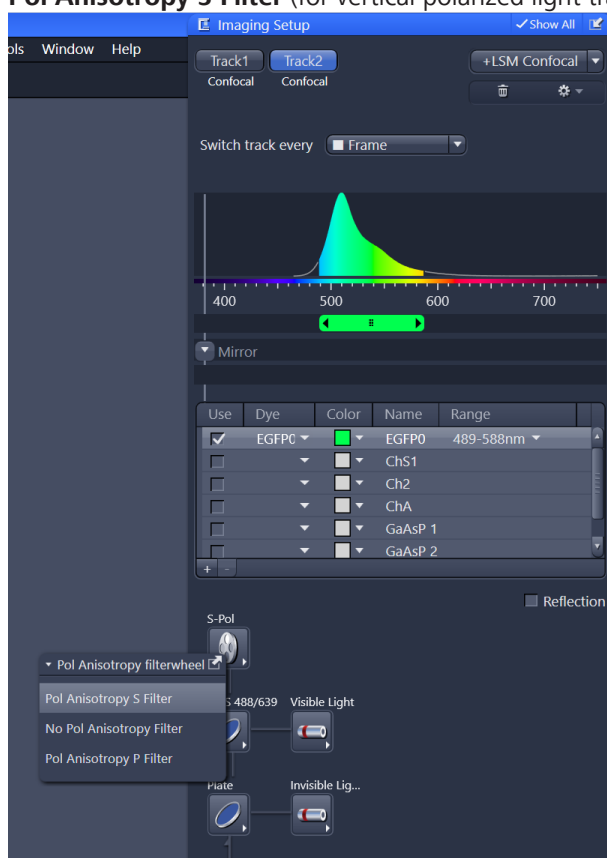 Pol Anisotropy S Filter (for vertical polarized light tr
Imaging Setup Show All
ols Window Help
Track1 Track2 +LSM Confocal
Confocal Confocal
Switch track every Frame
400 500 600 700
Mirror
Use Dye Color Name Range
EGFP0 EGFP0 489-588nm
ChS1
Ch2
ChA
GaAsP 1
GaAsP 2
+ -
Reflection
S-Pol
Pol Anisotropy filterwheel
Pol Anisotropy S Filter
No Pol Anisotropy Filter
Pol Anisotropy P Filter
S 488/639 Visible Light
Plate Invisible Lig...